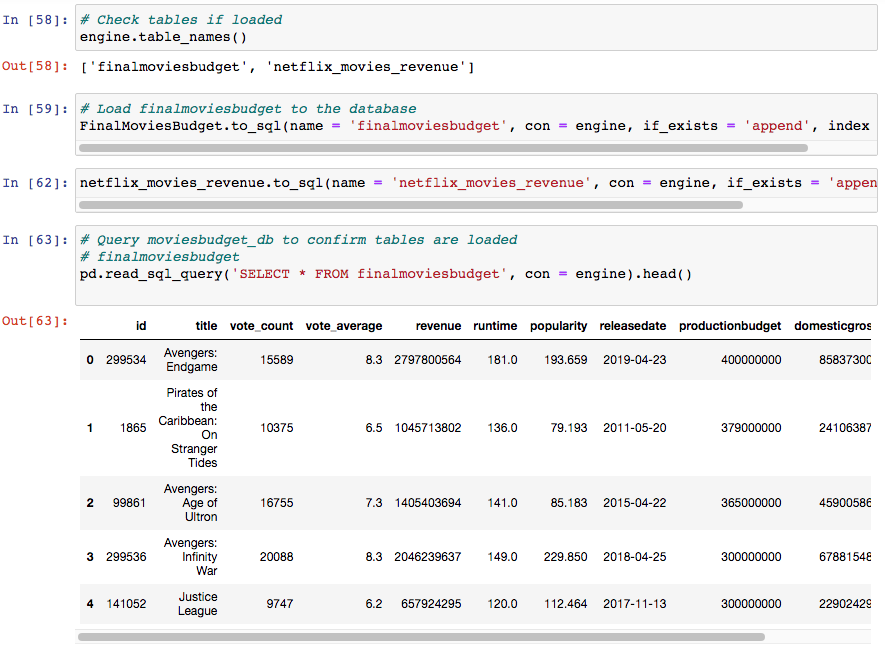 In [58]: # Check tables if loaded
engine.table_names()
Out[58]: ['finalmoviesbudget', 'netflix_movies_revenue']
In [59]: # Load finalmoviesbudget to the database
FinalMoviesBudget.to_sql(name = 'finalmoviesbudget', con = engine, if_exists = 'append', index
In [62]: netflix_movies_revenue.to_sql(name = 'netflix_movies_revenue', con = engine, if_exists = 'appen
In [63]: # Query moviesbudget_db to confirm tables are loaded
# finalmoviesbudget
pd.read_sql_query('SELECT * FROM finalmoviesbudget', con = engine).head()
Out[63]:
id title vote_count vote_average revenue runtime popularity releasedate productionbudget domesticgros
0 299534 Avengers: Endgame 15589 8.3 2797800564 181.0 193.659 2019-04-23 400000000 85837300
1 1865 Pirates of the Caribbean: On Stranger Tides 10375 6.5 1045713802 136.0 79.193 2011-05-20 379000000 24106387
2 99861 Avengers: Age of Ultron 16755 7.3 1405403694 141.0 85.183 2015-04-22 365000000 45900586
3 299536 Avengers: Infinity War 20088 8.3 2046239637 149.0 229.850 2018-04-25 300000000 67881548
4 141052 Justice League 9747 6.2 657924295 120.0 112.464 2017-11-13 300000000 22902429